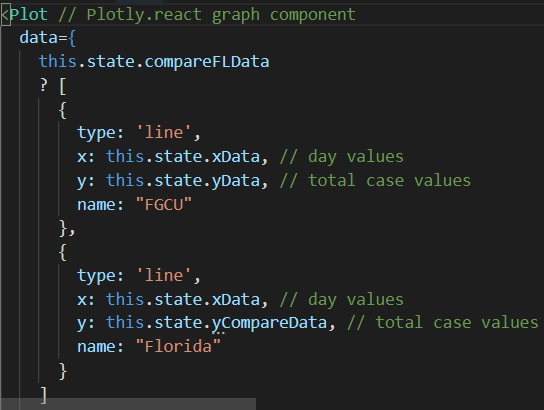 <Plot // Plotly.react graph component
data={
this.state.compareFLData
? [
{
type: 'line',
x: this.state.xData, // day values
y: this.state.yData, // total case values
name: "FGCU"
},
{
type: 'line',
x: this.state.xData, // day values
y: this.state.yCompareData, // total case values
name: "Florida"
}
]